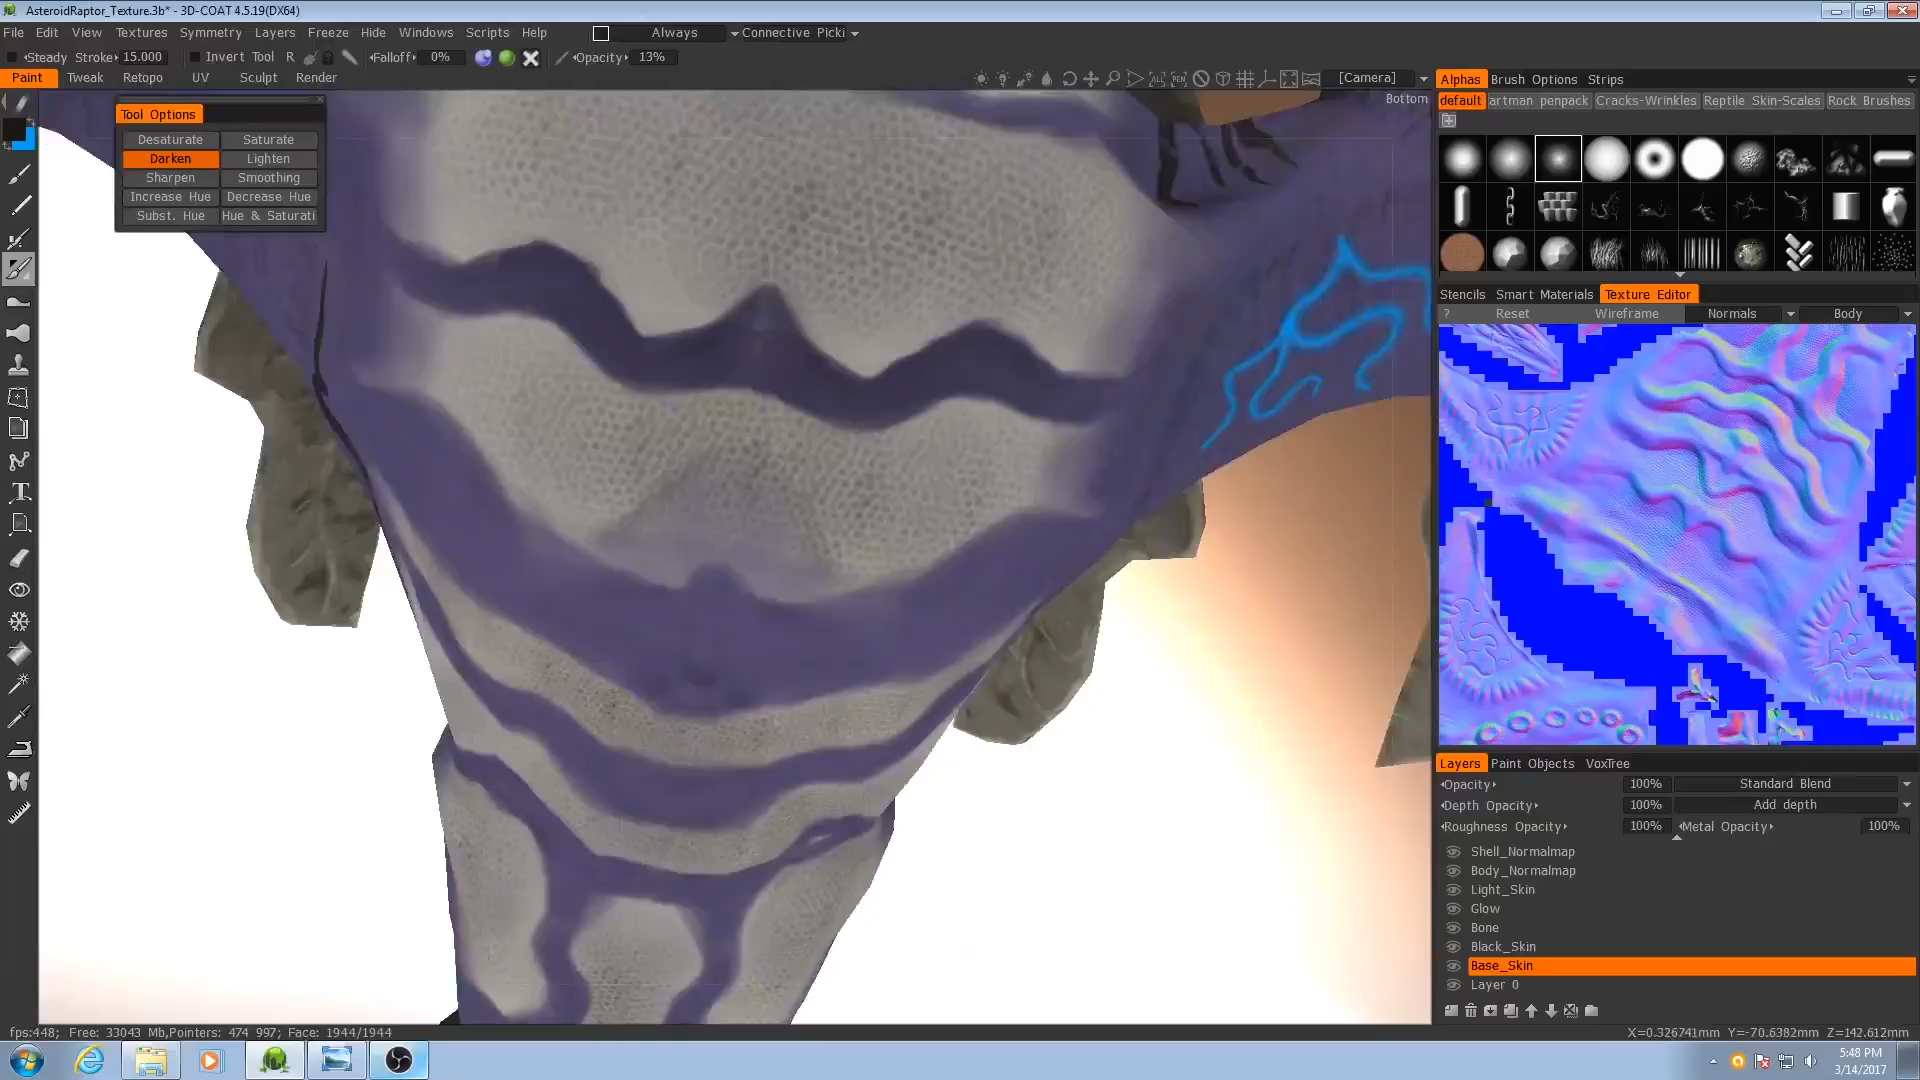 AsteroidRaptor_Texture.3b* - 3D-COAT 4.5.19(DX64)
File Edit View Textures Symmetry Layers Freeze Hide Windows Scripts Help Always Connective Picki
Steady Stroke 15.000 Invert Tool R Falloff 0% Opacity 13%
Paint Tweak Retopo UV Sculpt Render [Camera]
Bottom
Tool Options
Desaturate Saturate
Darken Lighten
Sharpen Smoothing
Increase Hue Decrease Hue
Subst. Hue Hue & Saturati
Alphas Brush Options Strips
default artman penpack Cracks-Wrinkles Reptile Skin-Scales Rock Brushes
Stencils Smart Materials Texture Editor
? Reset Wireframe Normals Body
Layers Paint Objects VoxTree
Opacity 100% Standard Blend
Depth Opacity 100% Add depth
Roughness Opacity 100% Metal Opacity 100%
Shell_Normalmap
Body_Normalmap
Light_Skin
Glow
Bone
Black_Skin
Base_Skin
Layer 0
fps:448; Free: 33043 Mb,Pointers: 474 997; Face: 1944/1944 X=0.326741mm Y=-70.6382mm Z=142.612mm
5:48 PM
3/14/2017